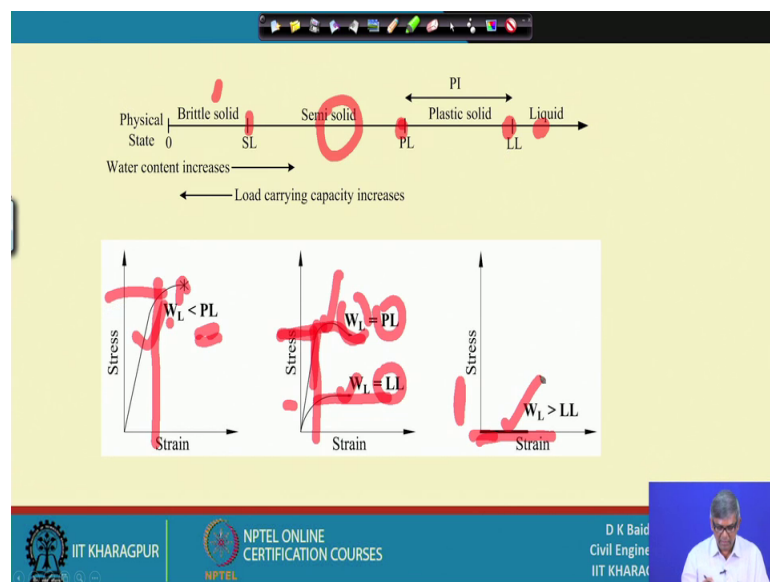 PI
Brittle solid Semi solid Plastic solid Liquid
Physical
State 0 SL PL LL
Water content increases
Load carrying capacity increases
Stress
W_L < PL
Strain
Stress
W_L = PL
W_L = LL
Strain
Stress
W_L > LL
Strain
IIT KHARAGPUR
NPTEL
NPTEL ONLINE
CERTIFICATION COURSES
D K Baid
Civil Engine
IIT KHARAG